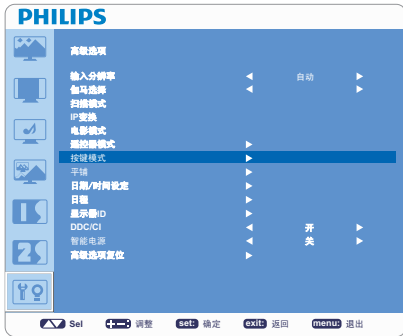 PHILIPS
高级选项
输入分辨率 自动
伽马选择
扫描模式
IP变换
电影模式
遥控器模式
按键模式
平铺
日期/时间设定
日程
显示器ID
DDC/CI 开
智能电源 关
高级选项复位
Sel 调整 set: 确定 exit: 返回 menu: 退出